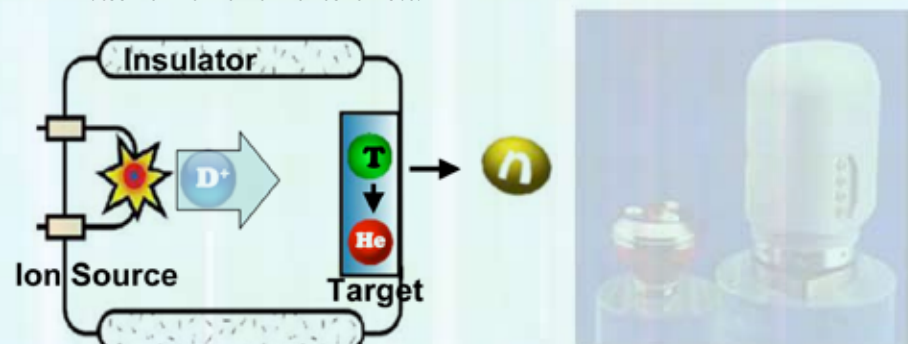 Insulator
T
D⁺
n
He
Ion Source
Target